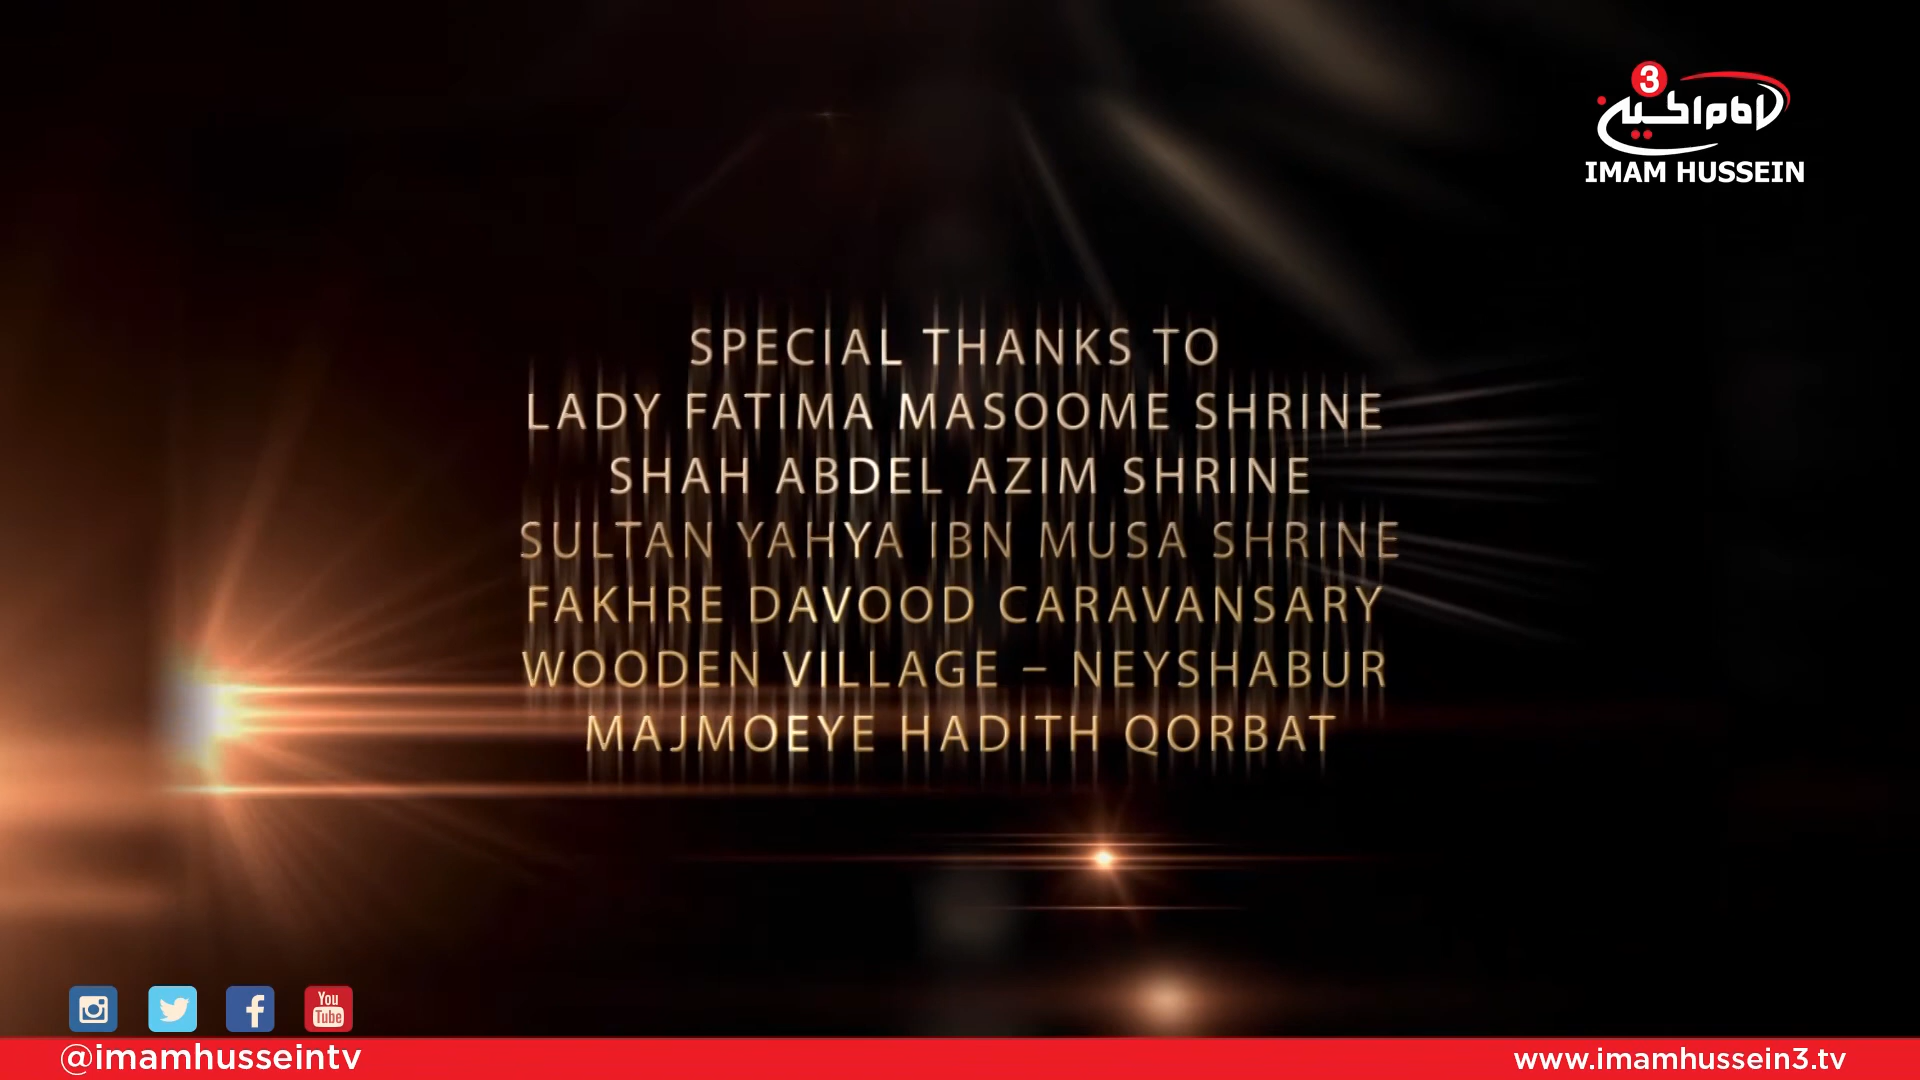 3
الامام الحسين
IMAM HUSSEIN
SPECIAL THANKS TO
LADY FATIMA MASOOME SHRINE
SHAH ABDEL AZIM SHRINE
SULTAN YAHYA IBN MUSA SHRINE
FAKHRE DAVOOD CARAVANSARY
WOODEN VILLAGE – NEYSHABUR
MAJMOEYE HADITH QORBAT
You
Tube
@imamhusseintv
www.imamhussein3.tv